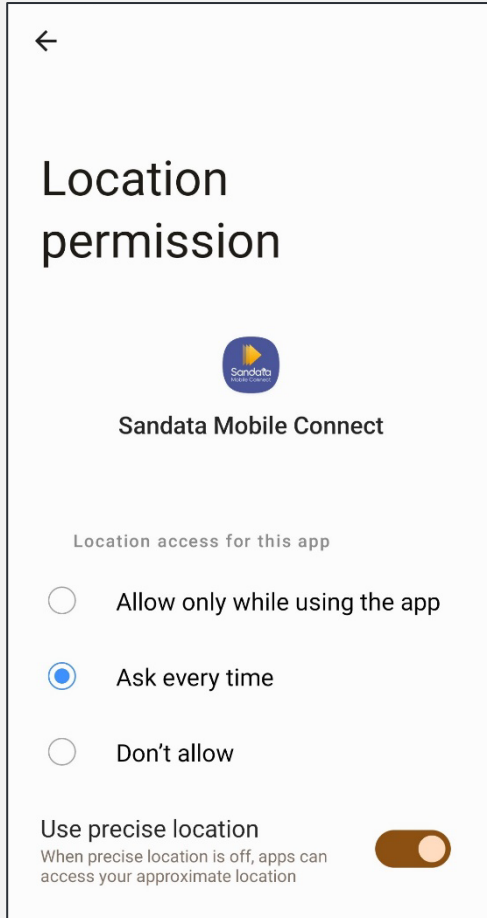 Location
permission
Sandata
Mobile Connect
Sandata Mobile Connect
Location access for this app
Allow only while using the app
Ask every time
Don’t allow
Use precise location
When precise location is off, apps can
access your approximate location